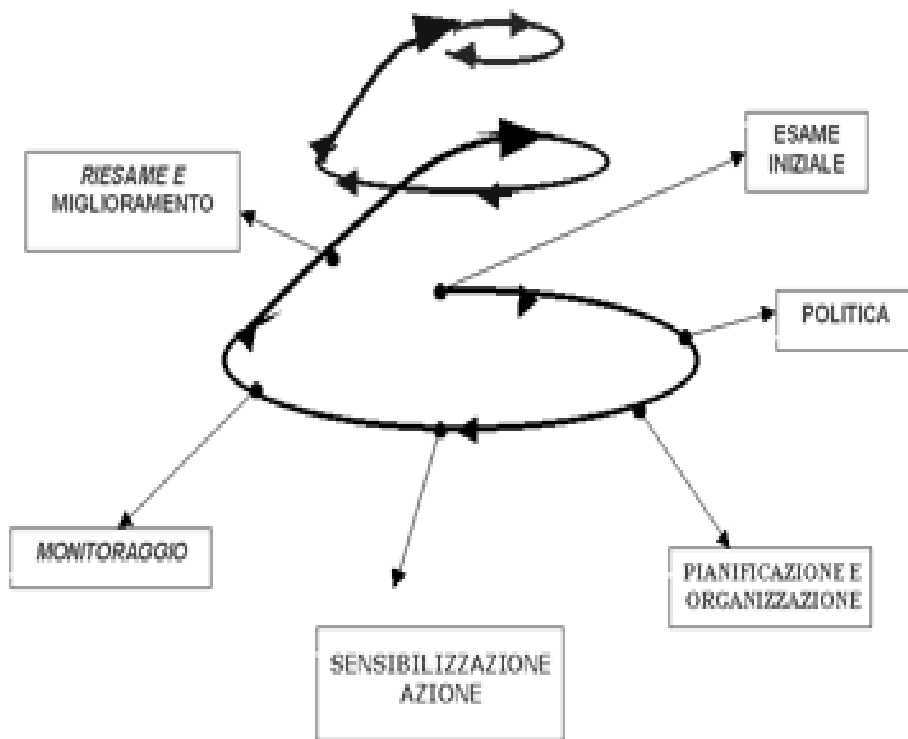 ESAME
INIZIALE
RIESAME E
MIGLIORAMENTO
POLITICA
MONITORAGGIO
PIANIFICAZIONE E
ORGANIZZAZIONE
SENSIBILIZZAZIONE
AZIONE